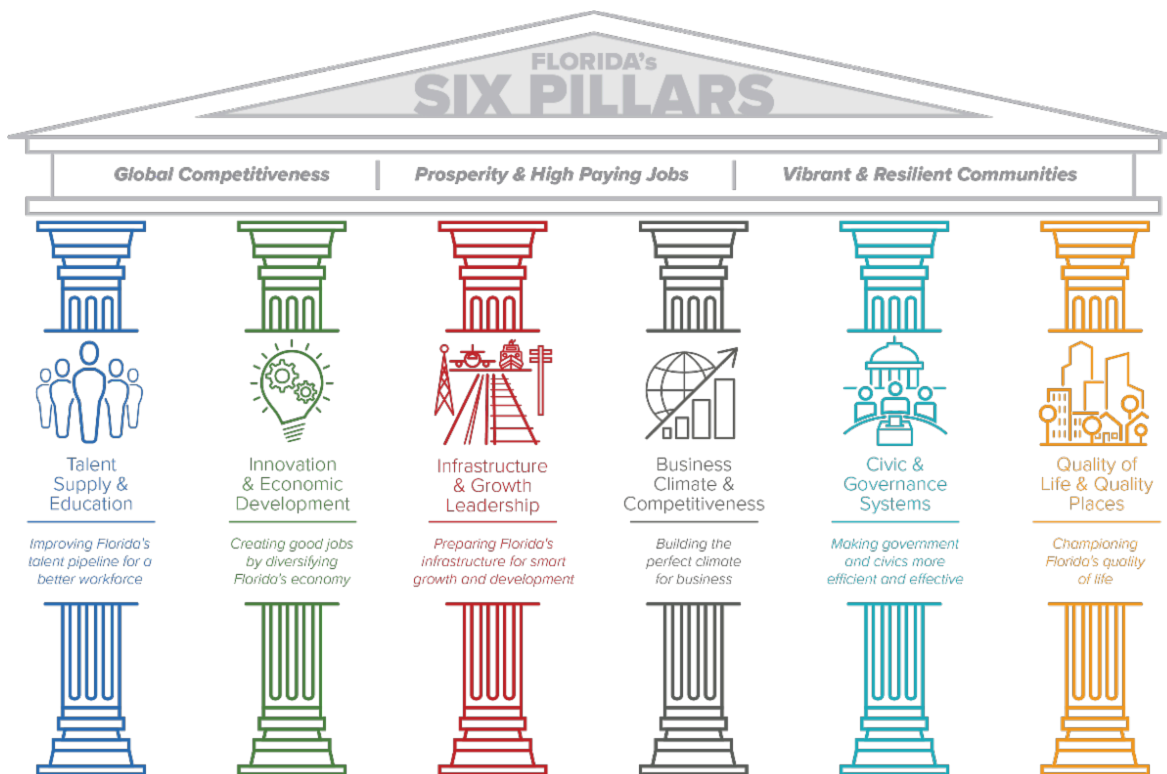 FLORIDA's
SIX PILLARS
Global Competitiveness | Prosperity & High Paying Jobs | Vibrant & Resilient Communities
Talent
Supply &
Education
Improving Florida's
talent pipeline for a
better workforce
Innovation
& Economic
Development
Creating good jobs
by diversifying
Florida's economy
Infrastructure
& Growth
Leadership
Preparing Florida's
infrastructure for smart
growth and development
Business
Climate &
Competitiveness
Building the
perfect climate
for business
Civic &
Governance
Systems
Making government
and civics more
efficient and effective
Quality of
Life & Quality
Places
Championing
Florida's quality
of life